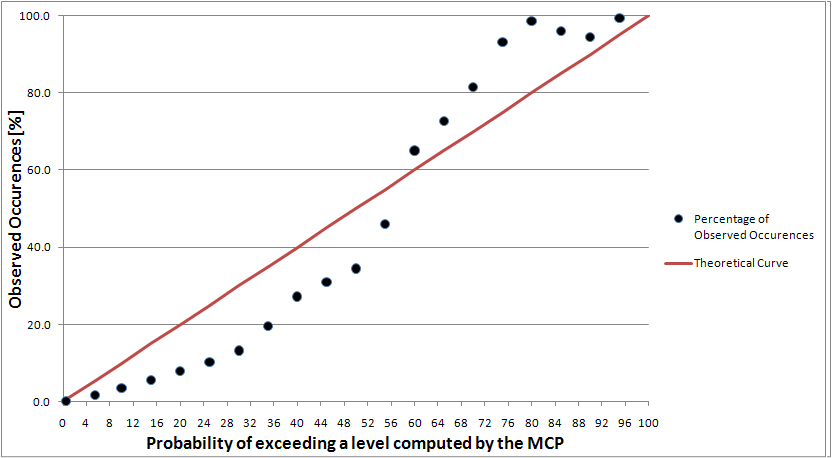 100.0
80.0
60.0
40.0
20.0
0.0
Observed Occurences [%]
0 4 8 12 16 20 24 28 32 36 40 44 48 52 56 60 64 68 72 76 80 84 88 92 96 100
Probability of exceeding a level computed by the MCP
Percentage of
Observed Occurences
Theoretical Curve